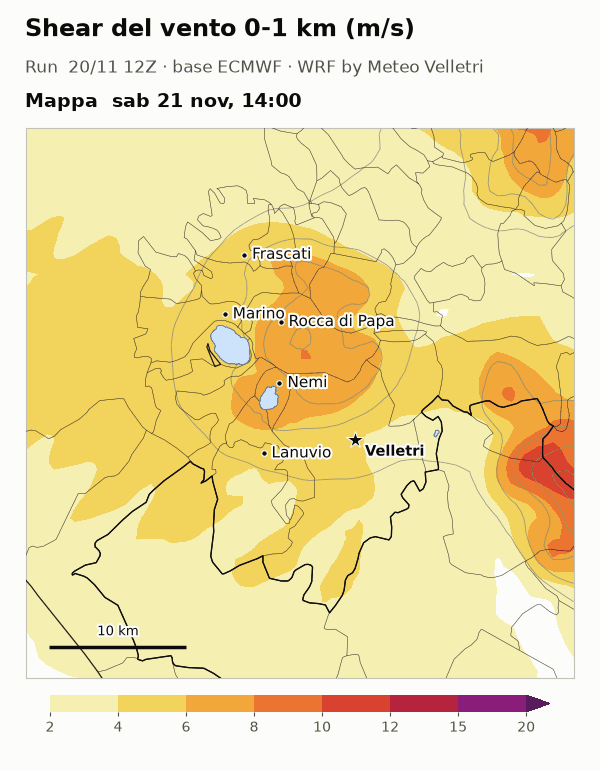 Shear del vento 0-1 km (m/s)
Run  20/11 12Z · base ECMWF · WRF by Meteo Velletri
Mappa  sab 21 nov, 14:00
Frascati
Marino
Rocca di Papa
Nemi
Velletri
Lanuvio
10 km
2 4 6 8 10 12 15 20